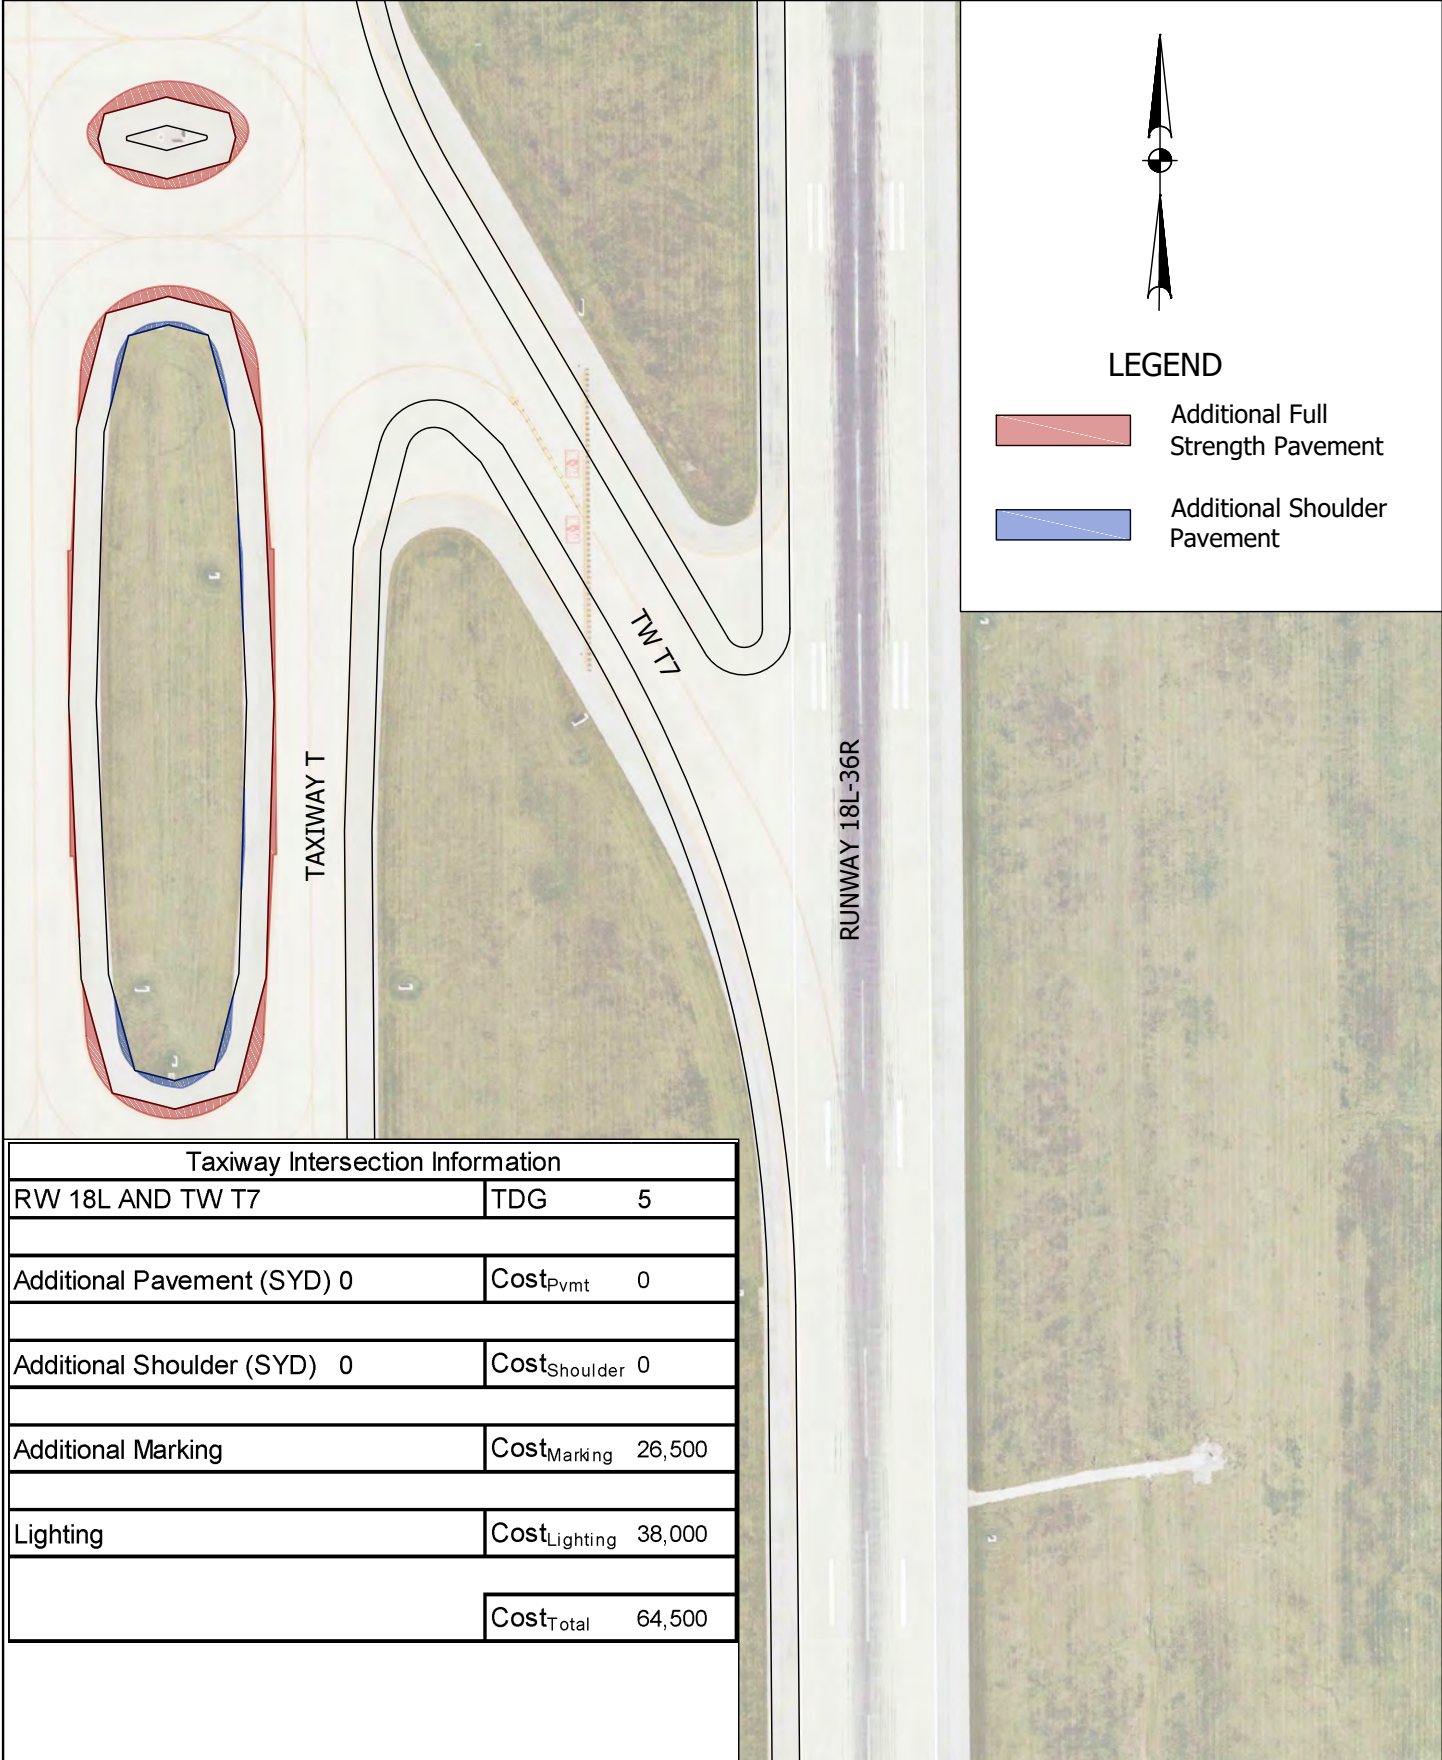 LEGEND
Additional Full
Strength Pavement
Additional Shoulder
Pavement
TW T7
TAXIWAY T
RUNWAY 18L-36R
Taxiway Intersection Information
RW 18L AND TW T7 TDG 5
Additional Pavement (SYD) 0 CostPvmt 0
Additional Shoulder (SYD) 0 CostShoulder 0
Additional Marking CostMarking 26,500
Lighting CostLighting 38,000
CostTotal 64,500